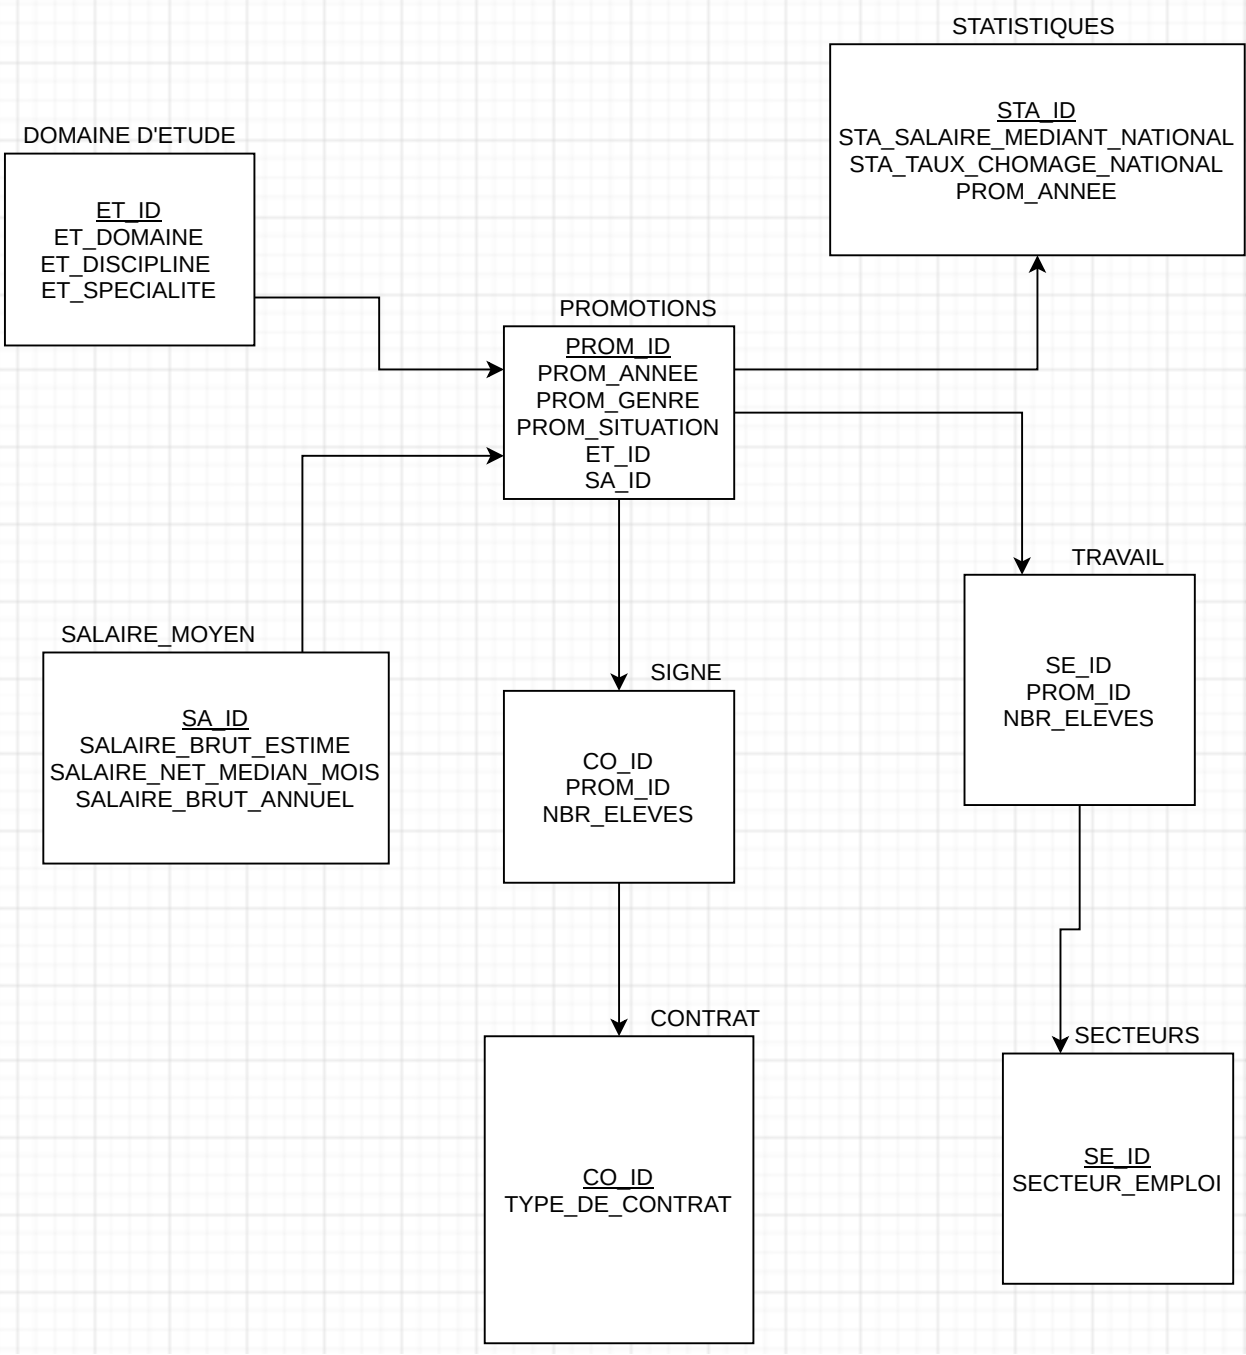 STATISTIQUES
STA_ID
STA_SALAIRE_MEDIANT_NATIONAL
STA_TAUX_CHOMAGE_NATIONAL
PROM_ANNEE
DOMAINE D'ETUDE
ET_ID
ET_DOMAINE
ET_DISCIPLINE
ET_SPECIALITE
PROMOTIONS
PROM_ID
PROM_ANNEE
PROM_GENRE
PROM_SITUATION
ET_ID
SA_ID
TRAVAIL
SE_ID
PROM_ID
NBR_ELEVES
SALAIRE_MOYEN
SA_ID
SALAIRE_BRUT_ESTIME
SALAIRE_NET_MEDIAN_MOIS
SALAIRE_BRUT_ANNUEL
SIGNE
CO_ID
PROM_ID
NBR_ELEVES
CONTRAT
CO_ID
TYPE_DE_CONTRAT
SECTEURS
SE_ID
SECTEUR_EMPLOI